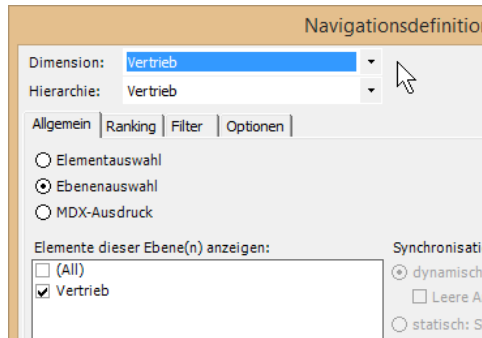 Navigationsdefinition
Dimension: Vertrieb
Hierarchie: Vertrieb
Allgemein Ranking Filter Optionen
Elementauswahl
Ebenenauswahl
MDX-Ausdruck
Elemente dieser Ebene(n) anzeigen: Synchronisati
(All) dynamisch
Vertrieb Leere A
statisch: S